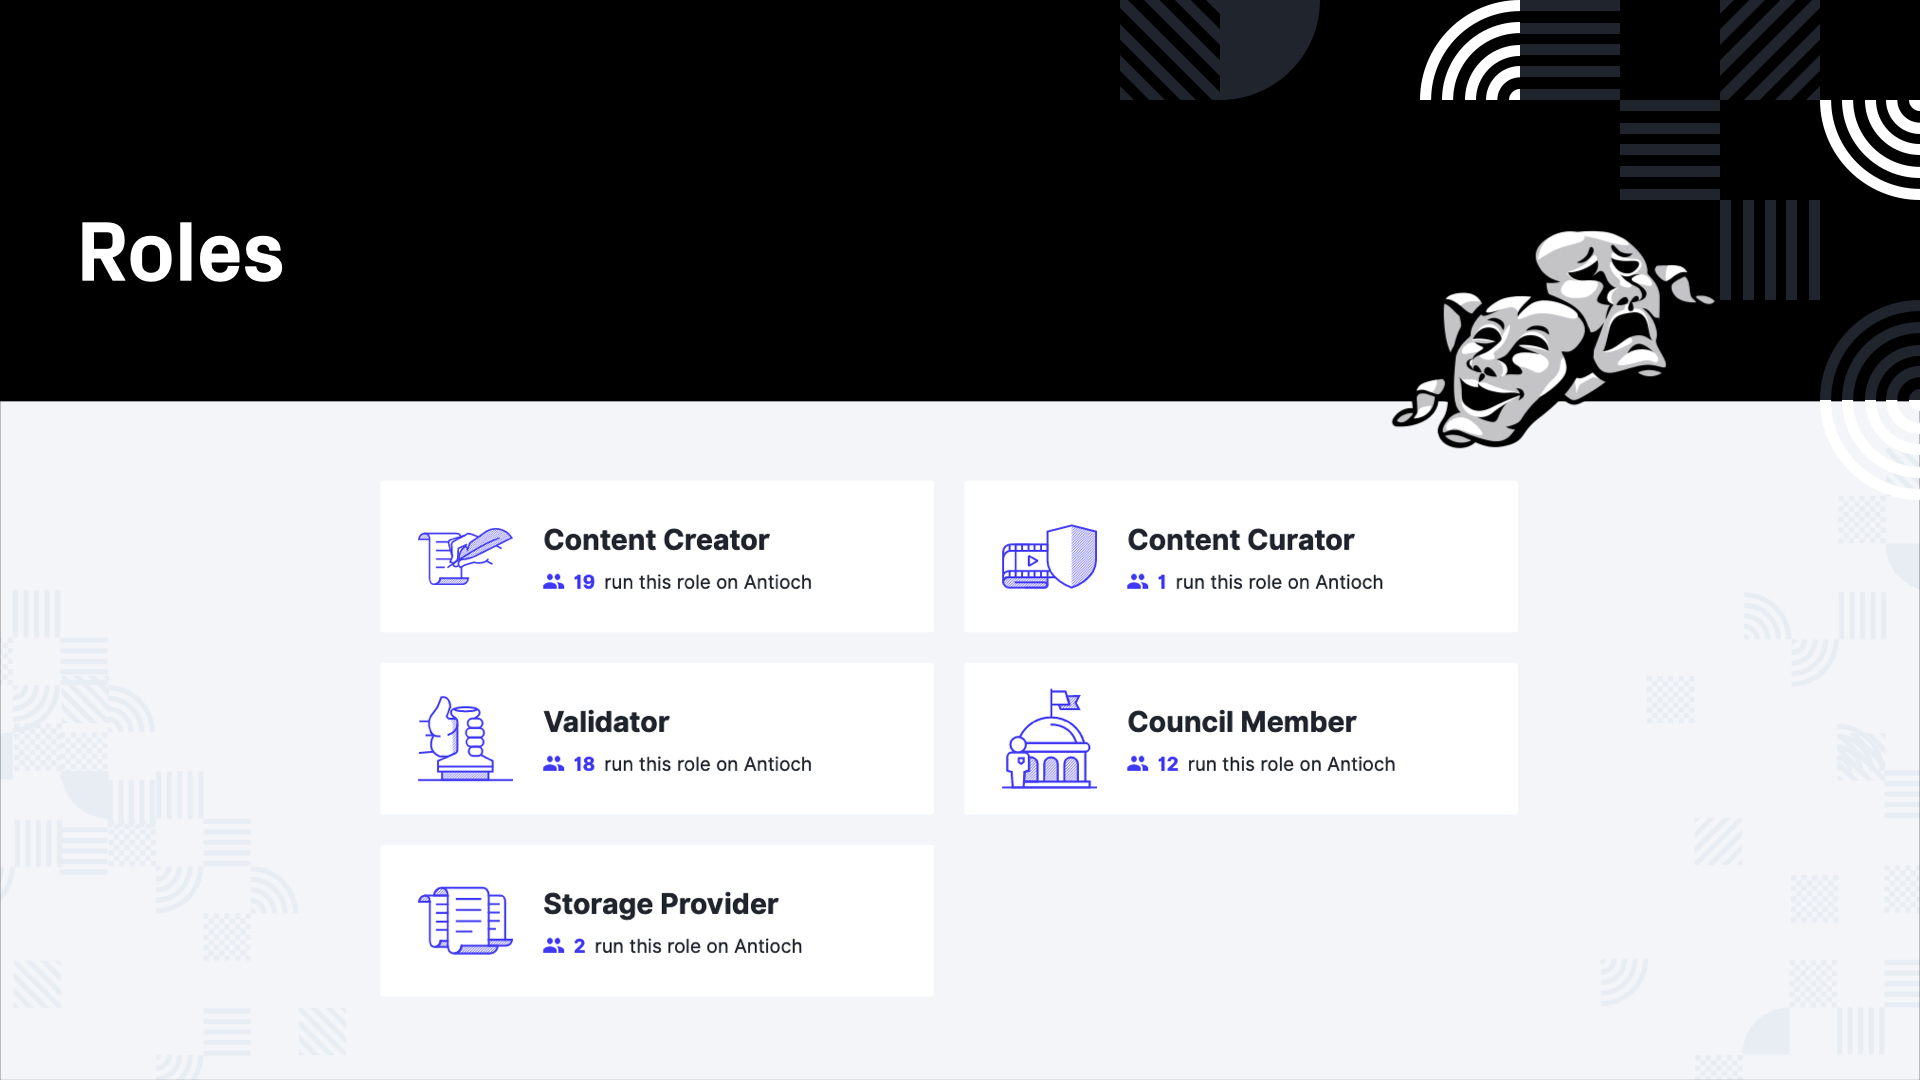 Roles
Content Creator
19 run this role on Antioch
Content Curator
1 run this role on Antioch
Validator
18 run this role on Antioch
Council Member
12 run this role on Antioch
Storage Provider
2 run this role on Antioch